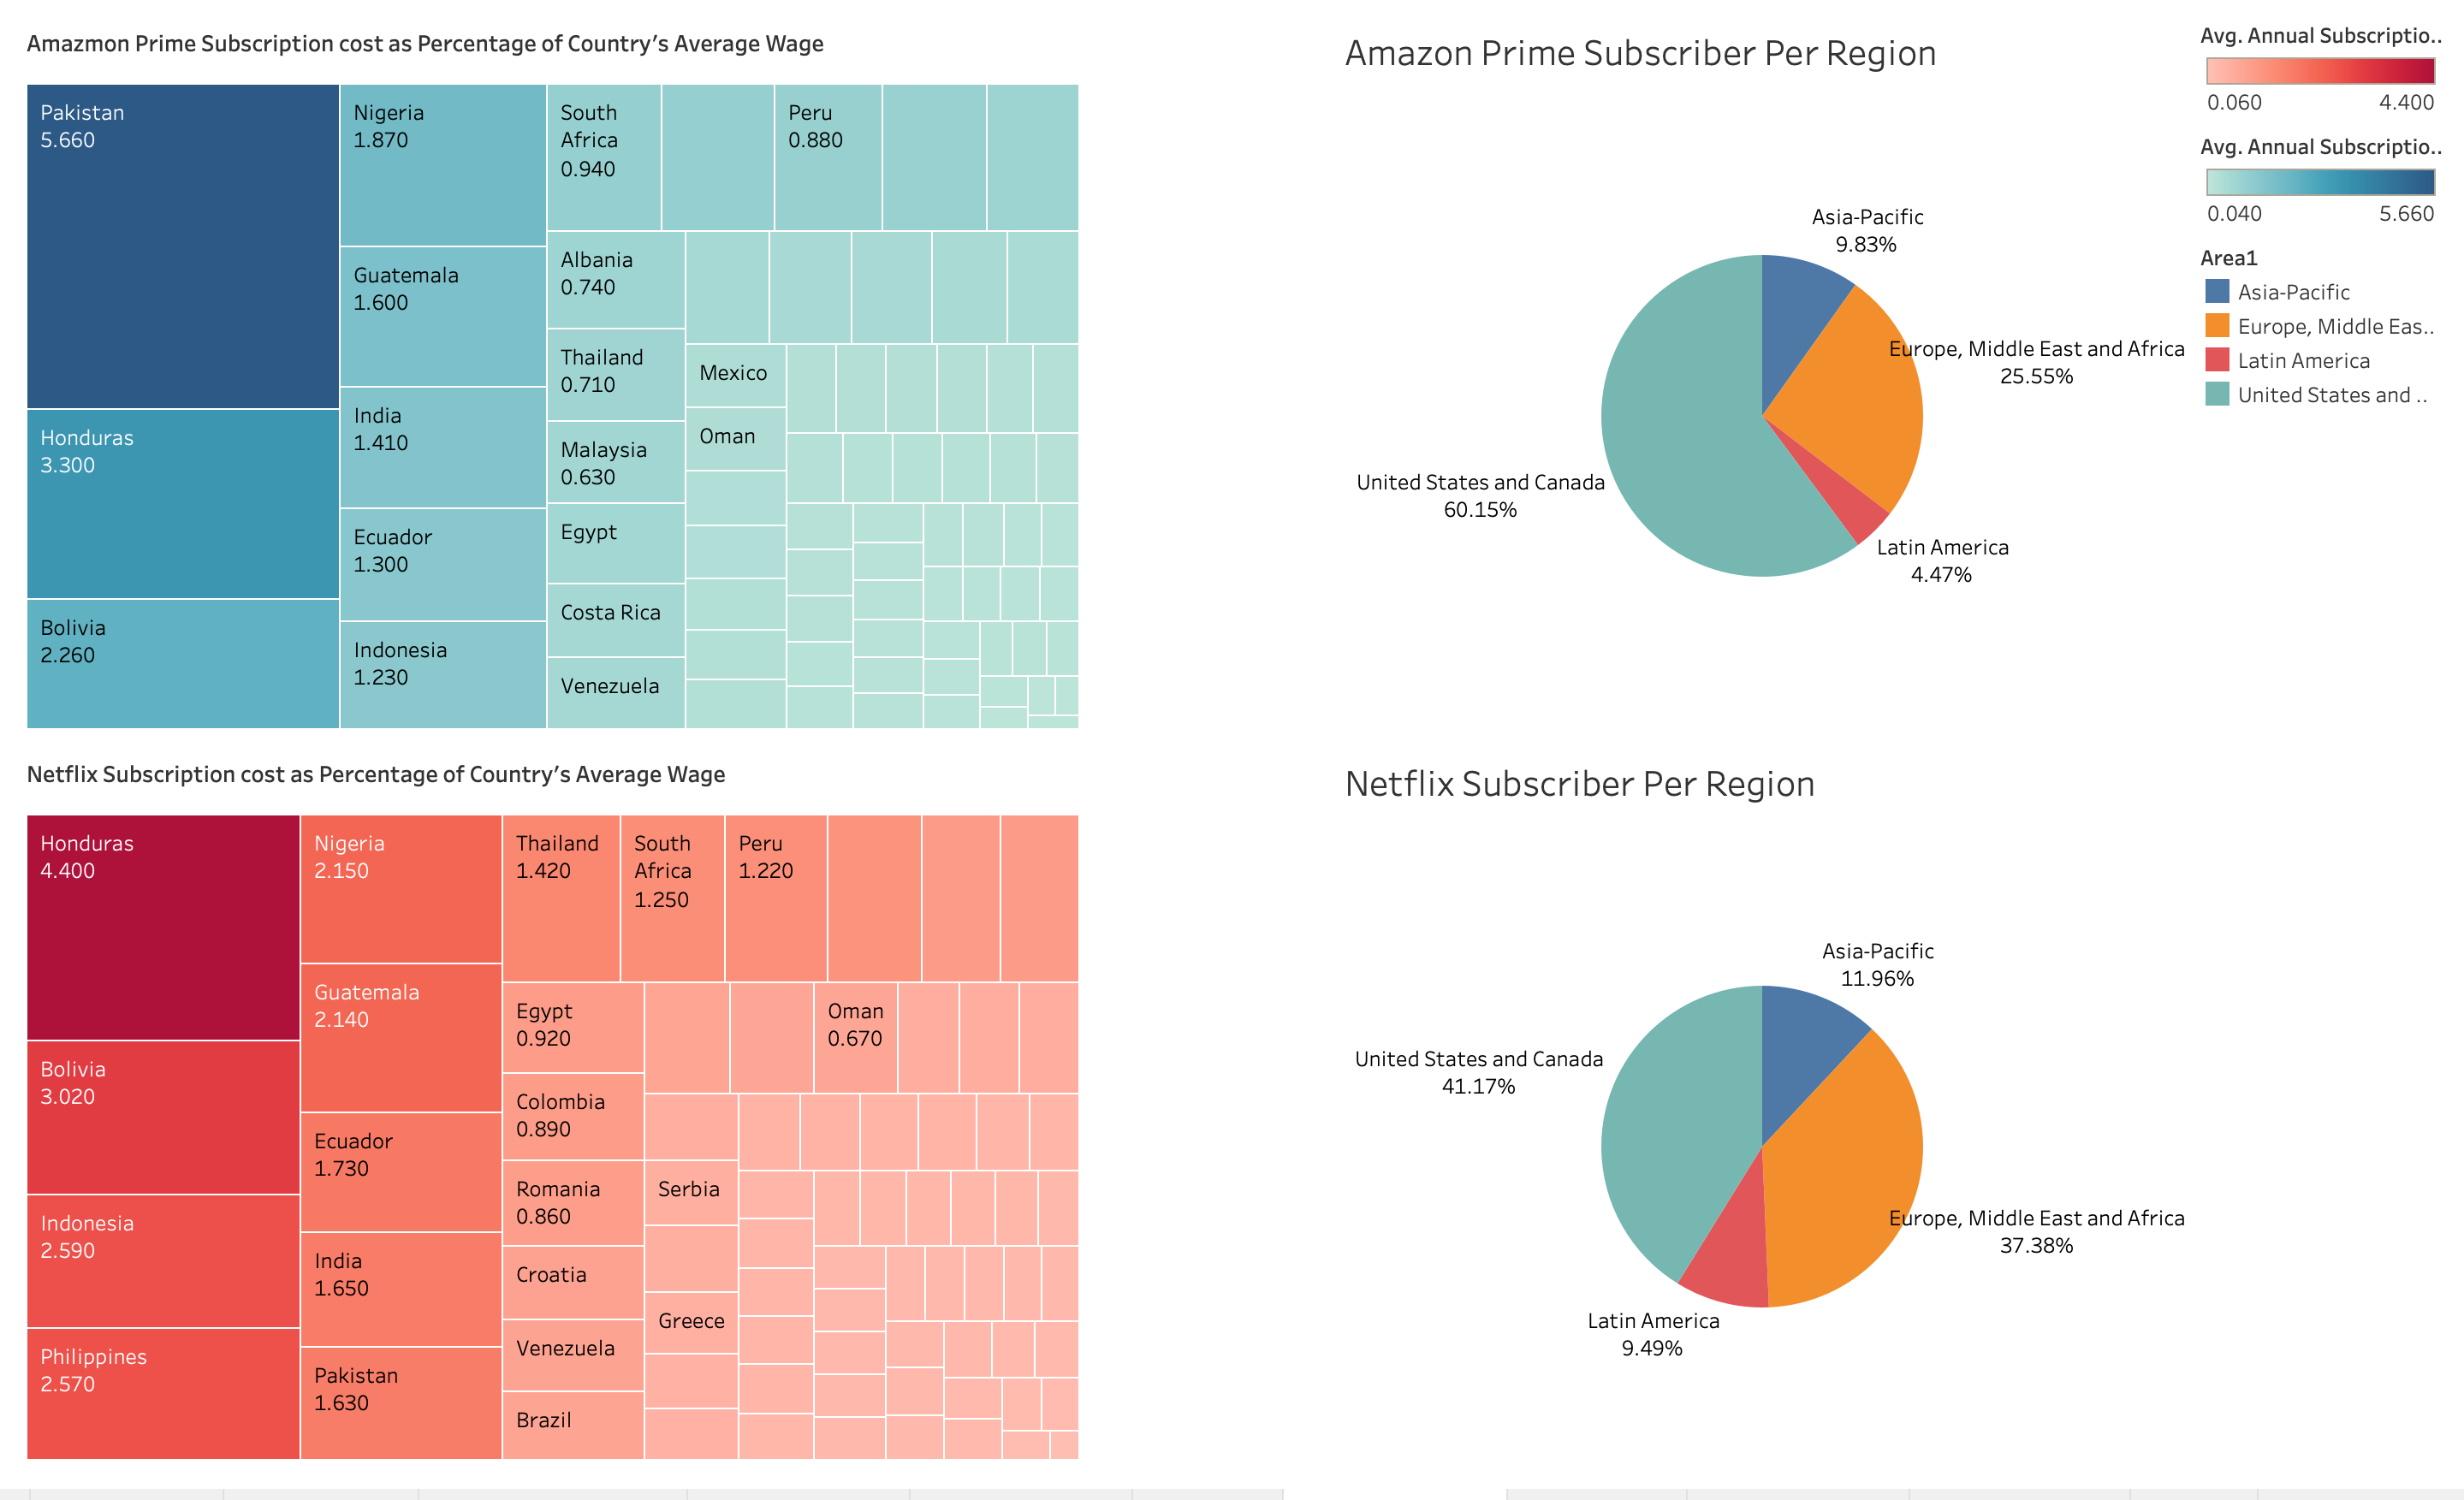 Amazmon Prime Subscription cost as Percentage of Country's Average Wage
Pakistan
5.660
Honduras
3.300
Bolivia
2.260
Nigeria
1.870
Guatemala
1.600
India
1.410
Ecuador
1.300
Indonesia
1.230
South
Africa
0.940
Peru
0.880
Albania
0.740
Thailand
0.710
Malaysia
0.630
Egypt
Costa Rica
Venezuela
Mexico
Oman
Amazon Prime Subscriber Per Region
Asia-Pacific
9.83%
Europe, Middle East and Africa
25.55%
United States and Canada
60.15%
Latin America
4.47%
Avg. Annual Subscriptio..
0.060 4.400
Avg. Annual Subscriptio..
0.040 5.660
Area1
Asia-Pacific
Europe, Middle Eas..
Latin America
United States and ..
Netflix Subscription cost as Percentage of Country's Average Wage
Honduras
4.400
Bolivia
3.020
Indonesia
2.590
Philippines
2.570
Nigeria
2.150
Guatemala
2.140
Ecuador
1.730
India
1.650
Pakistan
1.630
Thailand
1.420
South
Africa
1.250
Peru
1.220
Egypt
0.920
Colombia
0.890
Romania
0.860
Croatia
Venezuela
Brazil
Oman
0.670
Serbia
Greece
Netflix Subscriber Per Region
Asia-Pacific
11.96%
United States and Canada
41.17%
Europe, Middle East and Africa
37.38%
Latin America
9.49%